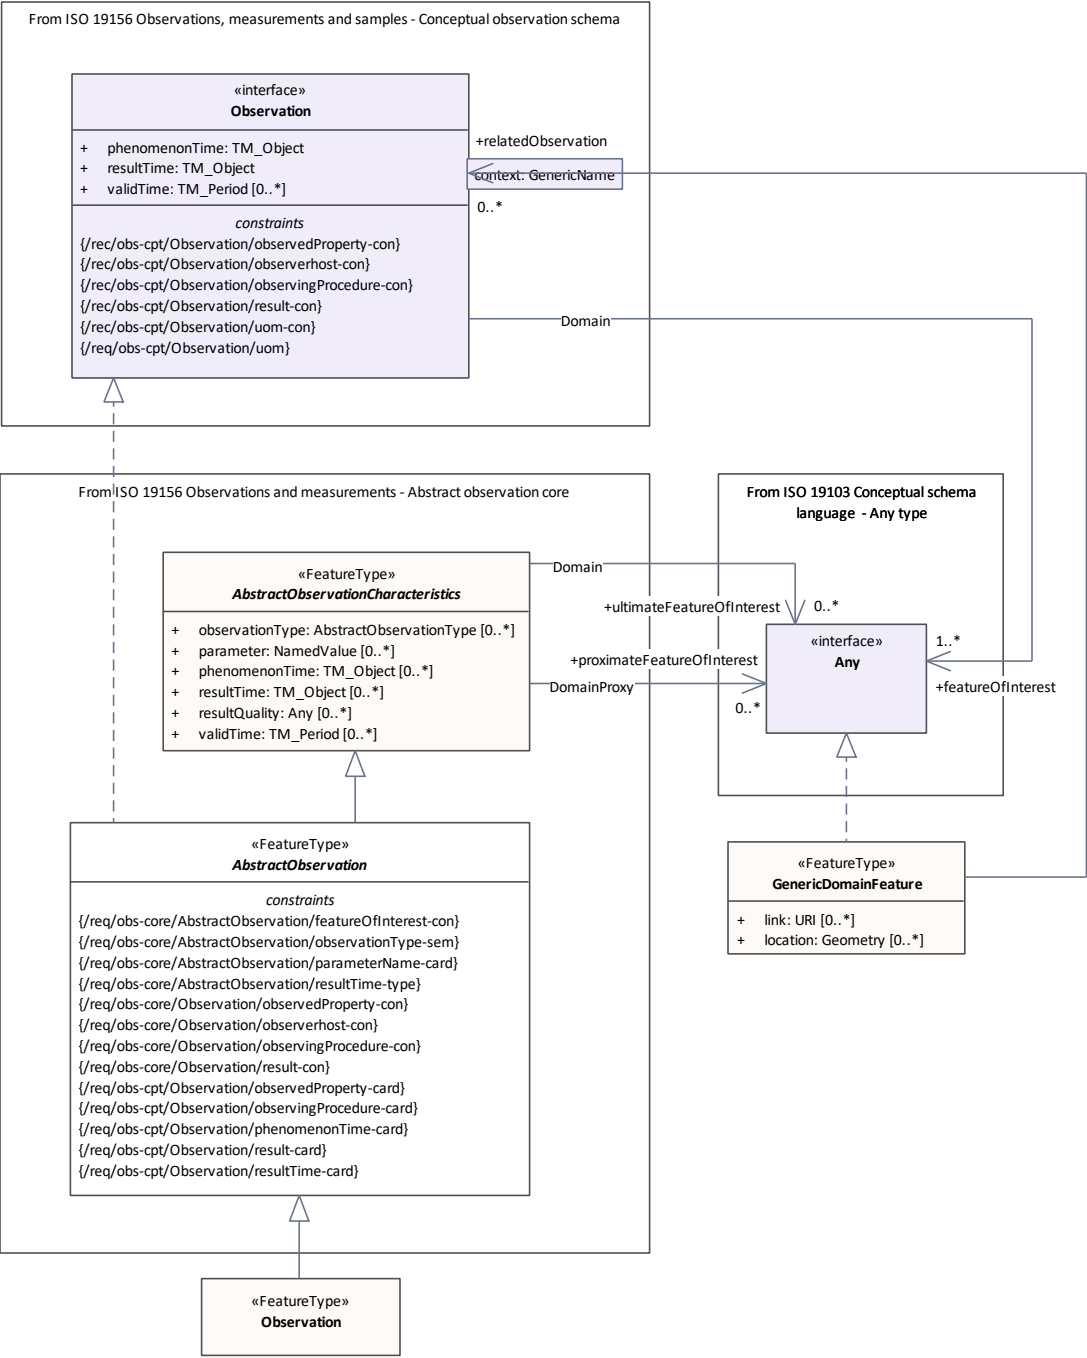 From ISO 19156 Observations, measurements and samples - Conceptual observation schema
«interface»
Observation
+ phenomenonTime: TM_Object
+ resultTime: TM_Object
+ validTime: TM_Period [0..*]
constraints
{/rec/obs-cpt/Observation/observedProperty-con}
{/rec/obs-cpt/Observation/observerhost-con}
{/rec/obs-cpt/Observation/observingProcedure-con}
{/rec/obs-cpt/Observation/result-con}
{/rec/obs-cpt/Observation/uom-con}
{/req/obs-cpt/Observation/uom}
+relatedObservation
context: GenericName
0..*
Domain
From ISO 19156 Observations and measurements - Abstract observation core
«FeatureType»
AbstractObservationCharacteristics
+ observationType: AbstractObservationType [0..*]
+ parameter: NamedValue [0..*]
+ phenomenonTime: TM_Object [0..*]
+ resultTime: TM_Object [0..*]
+ resultQuality: Any [0..*]
+ validTime: TM_Period [0..*]
Domain
+ultimateFeatureOfInterest
0..*
+proximateFeatureOfInterest
DomainProxy
0..*
From ISO 19103 Conceptual schema
language - Any type
«interface»
Any
1..*
+featureOfInterest
«FeatureType»
GenericDomainFeature
+ link: URI [0..*]
+ location: Geometry [0..*]
«FeatureType»
AbstractObservation
constraints
{/req/obs-core/AbstractObservation/featureOfInterest-con}
{/req/obs-core/AbstractObservation/observationType-sem}
{/req/obs-core/AbstractObservation/parameterName-card}
{/req/obs-core/AbstractObservation/resultTime-type}
{/req/obs-core/Observation/observedProperty-con}
{/req/obs-core/Observation/observerhost-con}
{/req/obs-core/Observation/observingProcedure-con}
{/req/obs-core/Observation/result-con}
{/req/obs-cpt/Observation/observedProperty-card}
{/req/obs-cpt/Observation/observingProcedure-card}
{/req/obs-cpt/Observation/phenomenonTime-card}
{/req/obs-cpt/Observation/result-card}
{/req/obs-cpt/Observation/resultTime-card}
«FeatureType»
Observation